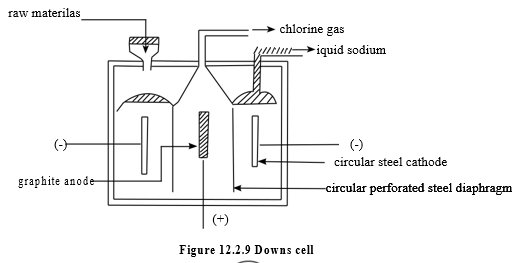 raw materilas
chlorine gas
iquid sodium
(-)
(-)
circular steel cathode
graphite anode
circular perforated steel diaphragm
(+)
Figure 12.2.9 Downs cell